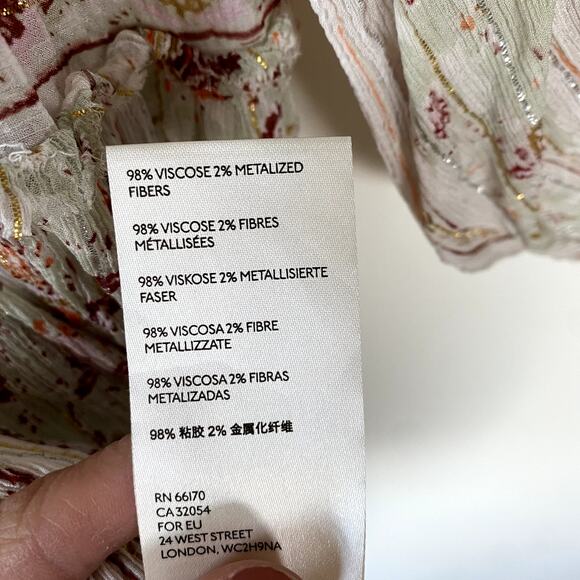 98% VISCOSE 2% METALIZED
FIBERS
98% VISCOSE 2% FIBRES
MÉTALLISÉES
98% VISKOSE 2% METALLISIERTE
FASER
98% VISCOSA 2% FIBRE
METALLIZZATE
98% VISCOSA 2% FIBRAS
METALIZADAS
98% 粘胶 2% 金属化纤维
RN 66170
CA 32054
FOR EU
24 WEST STREET
LONDON, WC2H9NA